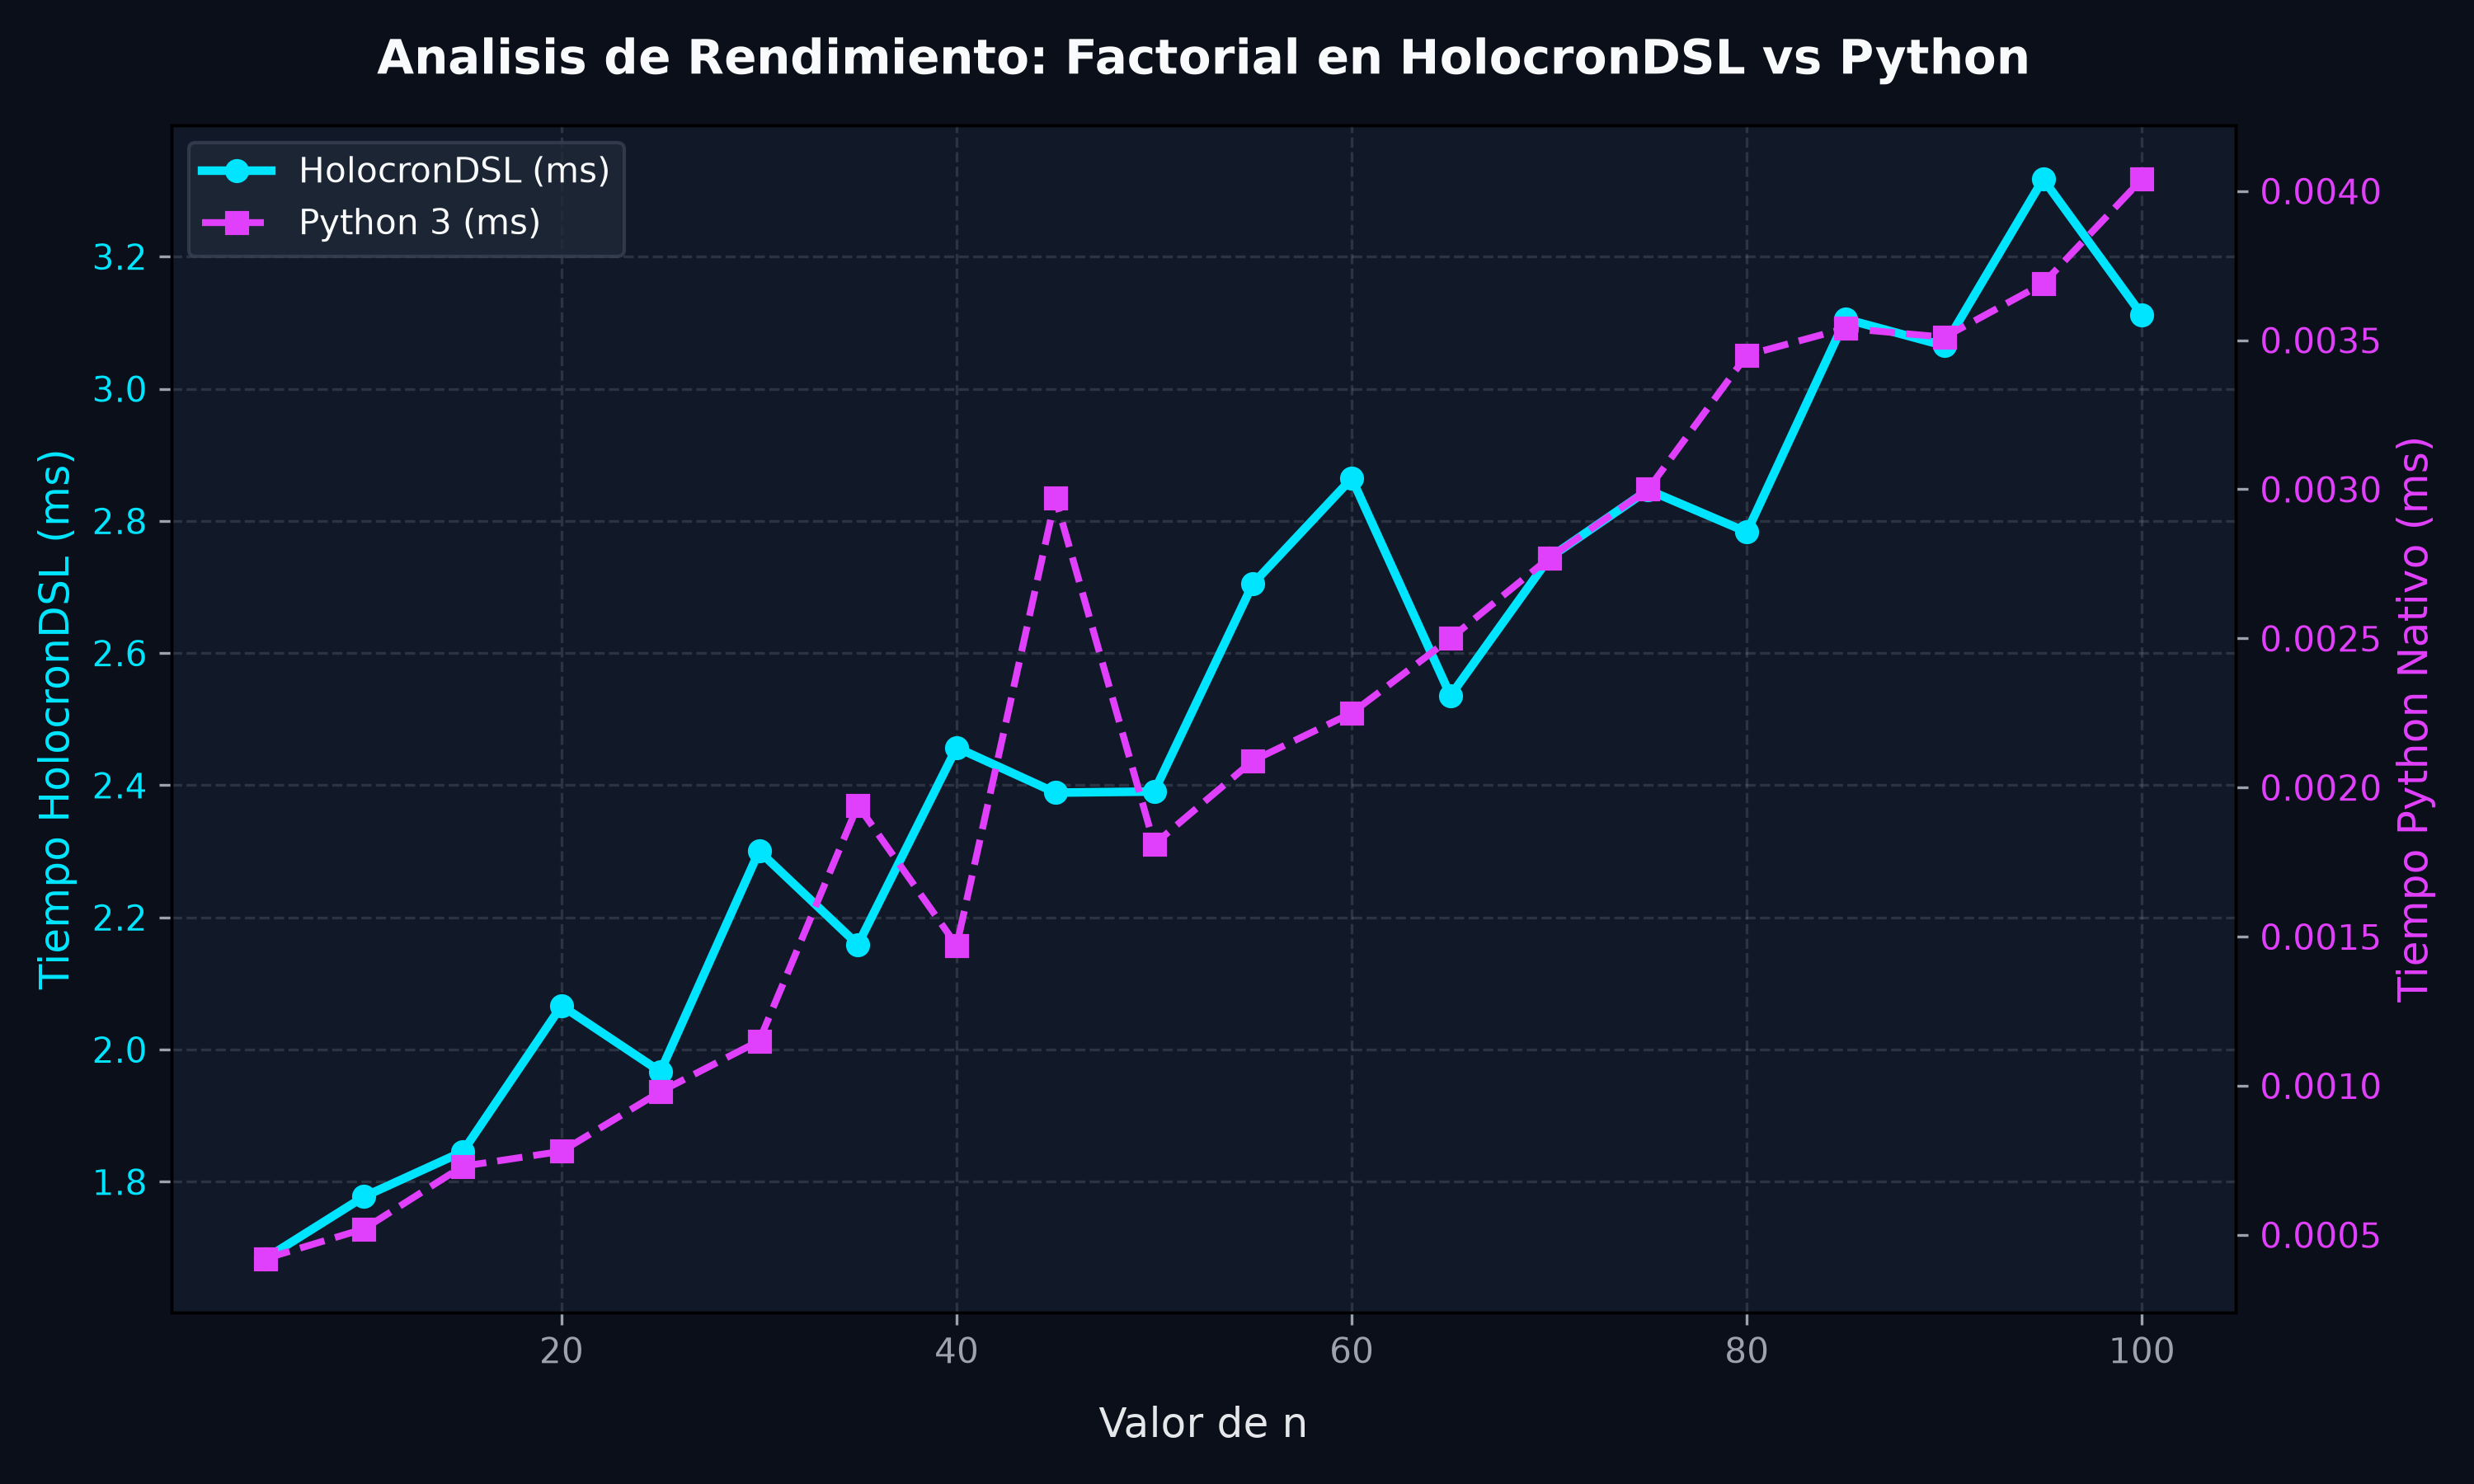 Analisis de Rendimiento: Factorial en HolocronDSL vs Python
HolocronDSL (ms)
Python 3 (ms)
Tiempo HolocronDSL (ms)
3.2
3.0
2.8
2.6
2.4
2.2
2.0
1.8
0.0040
0.0035
0.0030
0.0025
0.0020
0.0015
0.0010
0.0005
Tiempo Python Nativo (ms)
20 40 60 80 100
Valor de n